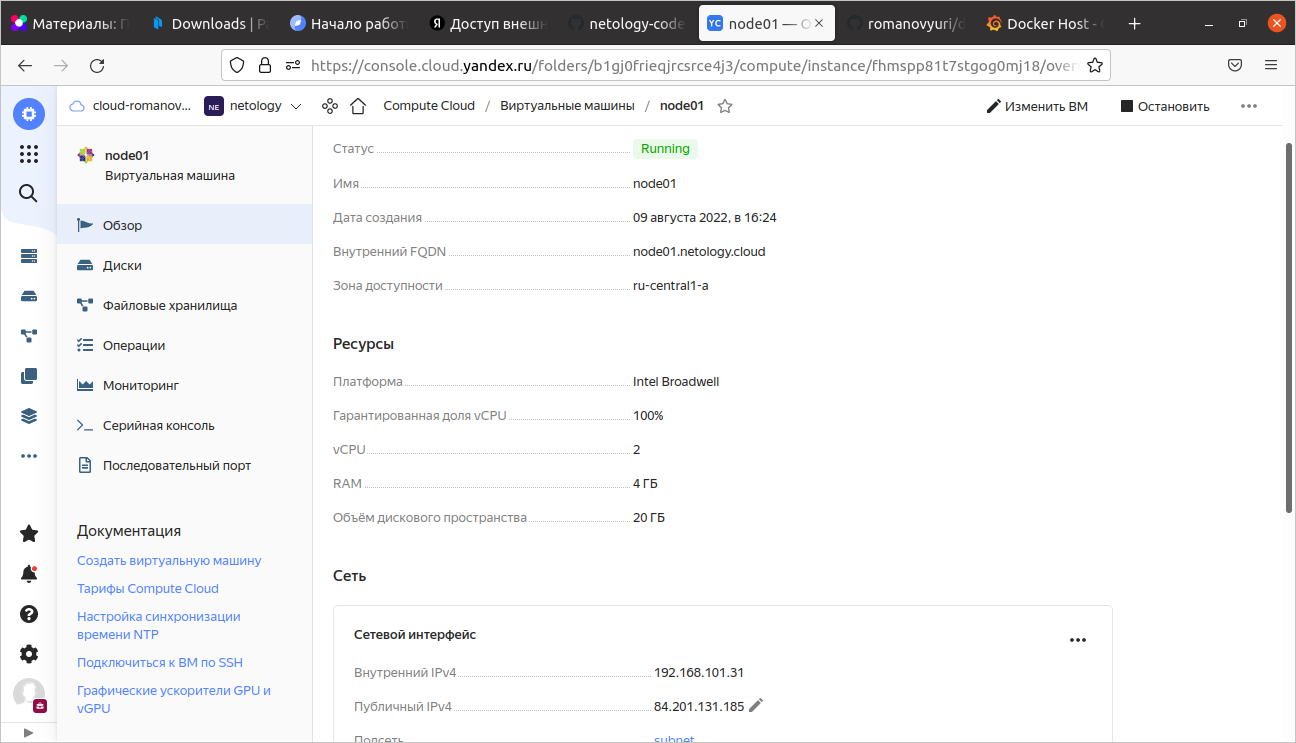 Материалы: П
Downloads | Pa
Начало работ
Доступ внешн
netology-code
node01 — O
romanovyuri/d
Docker Host -
https://console.cloud.yandex.ru/folders/b1gj0frieqjrcsrce4j3/compute/instance/fhmspp81t7stgog0mj18/over
cloud-romanov...
NE netology
Compute Cloud / Виртуальные машины / node01
Изменить ВМ
Остановить
node01
Виртуальная машина
Обзор
Диски
Файловые хранилища
Операции
Мониторинг
Серийная консоль
Последовательный порт
Документация
Создать виртуальную машину
Тарифы Compute Cloud
Настройка синхронизации
времени NTP
Подключиться к ВМ по SSH
Графические ускорители GPU и
vGPU
Статус Running
Имя node01
Дата создания 09 августа 2022, в 16:24
Внутренний FQDN node01.netology.cloud
Зона доступности ru-central1-a
Ресурсы
Платформа Intel Broadwell
Гарантированная доля vCPU 100%
vCPU 2
RAM 4 ГБ
Объём дискового пространства 20 ГБ
Сеть
Сетевой интерфейс
Внутренний IPv4 192.168.101.31
Публичный IPv4 84.201.131.185
Подсеть subnet